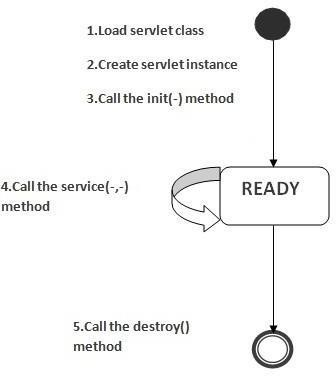 1.Load servlet class
2.Create servlet instance
3.Call the init(-) method
READY
4.Call the service(-,-)
method
5.Call the destroy()
method